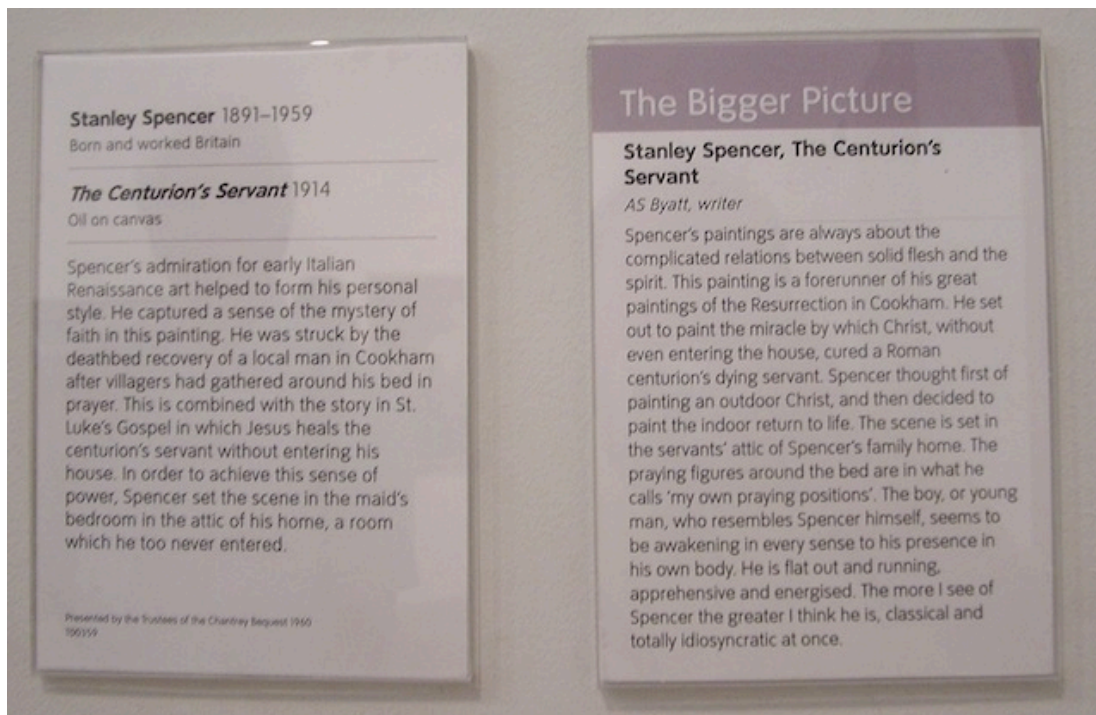 Stanley Spencer 1891–1959
Born and worked Britain
The Centurion's Servant 1914
Oil on canvas
Spencer's admiration for early Italian
Renaissance art helped to form his personal
style. He captured a sense of the mystery of
faith in this painting. He was struck by the
deathbed recovery of a local man in Cookham
after villagers had gathered around his bed in
prayer. This is combined with the story in St.
Luke's Gospel in which Jesus heals the
centurion's servant without entering his
house. In order to achieve this sense of
power, Spencer set the scene in the maid's
bedroom in the attic of his home, a room
which he too never entered.
Presented by the Trustees of the Chantrey Bequest 1960
T00359
The Bigger Picture
Stanley Spencer, The Centurion's
Servant
AS Byatt, writer
Spencer's paintings are always about the
complicated relations between solid flesh and the
spirit. This painting is a forerunner of his great
paintings of the Resurrection in Cookham. He set
out to paint the miracle by which Christ, without
even entering the house, cured a Roman
centurion's dying servant. Spencer thought first of
painting an outdoor Christ, and then decided to
paint the indoor return to life. The scene is set in
the servants' attic of Spencer's family home. The
praying figures around the bed are in what he
calls 'my own praying positions'. The boy, or young
man, who resembles Spencer himself, seems to
be awakening in every sense to his presence in
his own body. He is flat out and running,
apprehensive and energised. The more I see of
Spencer the greater I think he is, classical and
totally idiosyncratic at once.